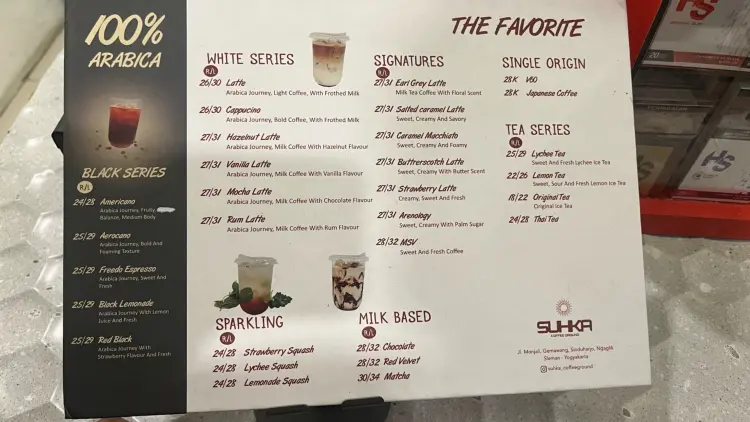 100%
ARABICA
BLACK SERIES
R/L
24/28 Americano
Arabica Journey, Fruity,
Balance, Medium Body
25/29 Aerocano
Arabica Journey, Bold And
Foaming Texture
25/29 Fredo Espresso
Arabica Journey, Sweet And
Fresh
25/29 Black Lemonade
Arabica Journey With Lemon
Juice And Fresh
25/29 Red Black
Arabica Journey With
Strawberry Flavour And Fresh
THE FAVORITE
WHITE SERIES
R/L
26/30 Latte
Arabica Journey, Light Coffee, With Frothed Milk
26/30 Cappucino
Arabica Journey, Bold Coffee, With Frothed Milk
27/31 Hazelnut Latte
Arabica Journey, Milk Coffee With Hazelnut Flavour
27/31 Vanilla Latte
Arabica Journey, Milk Coffee With Vanilla Flavour
27/31 Mocha Latte
Arabica Journey, Milk Coffee With Chocolate Flavour
27/31 Rum Latte
Arabica Journey, Milk Coffee With Rum Flavour
SIGNATURES
R/L
27/31 Earl Grey Latte
Milk Tea Coffee With Floral Scent
27/31 Salted caramel Latte
Sweet, Creamy And Savory
27/31 Caramel Macchiato
Sweet, Creamy And Foamy
27/31 Butterscotch Latte
Sweet, Creamy With Butter Scent
27/31 Strawberry Latte
Creamy, Sweet And Fresh
27/31 Arenology
Sweet, Creamy With Palm Sugar
28/32 MSV
Sweet And Fresh Coffee
SINGLE ORIGIN
28K V60
28K Japanese Coffee
TEA SERIES
R/L
25/29 Lychee Tea
Sweet And Fresh Lychee Ice Tea
22/26 Lemon Tea
Sweet, Sour And Fresh Lemon Ice Tea
18/22 Original Tea
Original Ice Tea
24/28 Thai Tea
SPARKLING
R/L
24/28 Strawberry Squash
24/28 Lychee Squash
24/28 Lemonade Squash
MILK BASED
R/L
28/32 Chocolate
28/32 Red Velvet
30/34 Matcha
SUHKA
COFFEE GROUND
Jl. Monjali, Gemawang, Sinduharjo, Ngaglik
Sleman - Yogyakarta
suhka_coffeeground
HS
HS